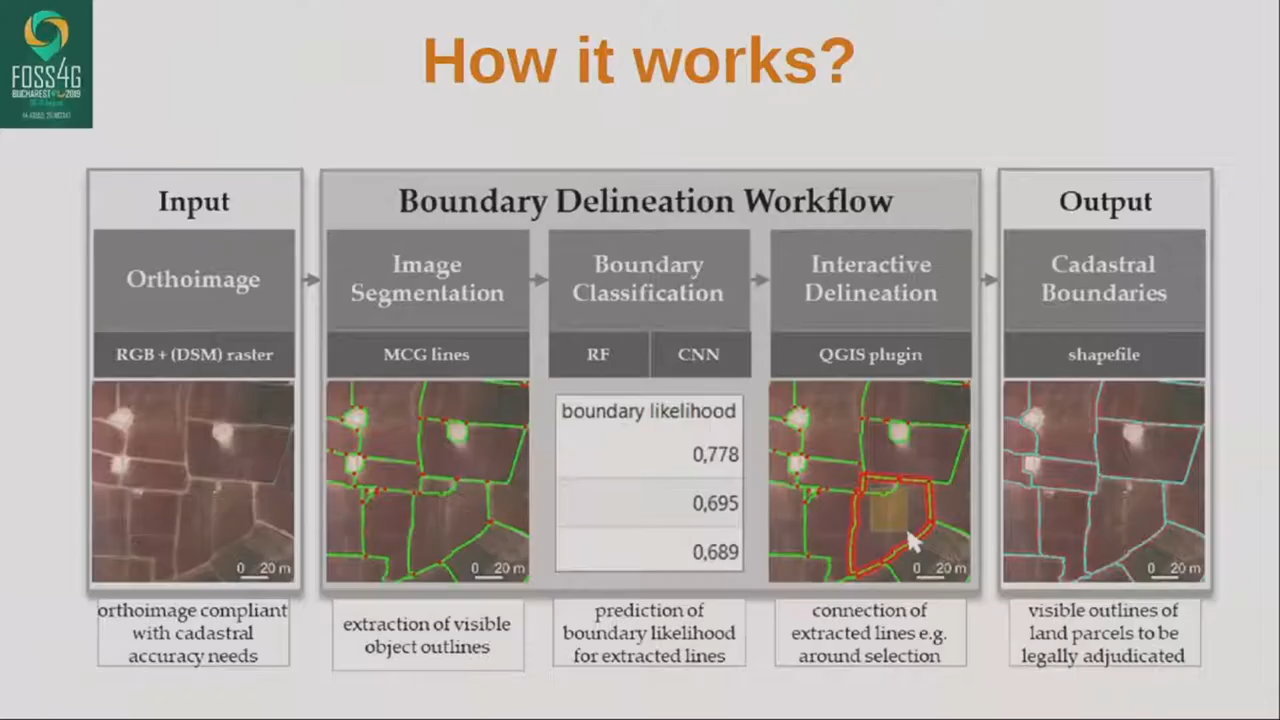 How it works?
FOSS4G
BUCHAREST 2019
Input
Boundary Delineation Workflow
Output
Orthoimage
Image
Segmentation
Boundary
Classification
Interactive
Delineation
Cadastral
Boundaries
RGB + (DSM) raster
MCG lines
RF
CNN
QGIS plugin
shapefile
boundary likelihood
0,778
0,695
0,689
0 20 m
0 20 m
0 20 m
0 20 m
orthoimage compliant
with cadastral
accuracy needs
extraction of visible
object outlines
prediction of
boundary likelihood
for extracted lines
connection of
extracted lines e.g.
around selection
visible outlines of
land parcels to be
legally adjudicated